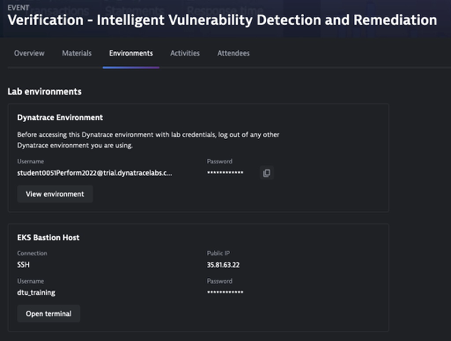 EVENT
Verification - Intelligent Vulnerability Detection and Remediation
Overview Materials Environments Activities Attendees
Lab environments
Dynatrace Environment
Before accessing this Dynatrace environment with lab credentials, log out of any other
Dynatrace environment you are using.
Username Password
student0051Perform2022@trial.dynatracelabs.c... ************
View environment
EKS Bastion Host
Connection Public IP
SSH 35.81.63.22
Username Password
dtu_training ************
Open terminal